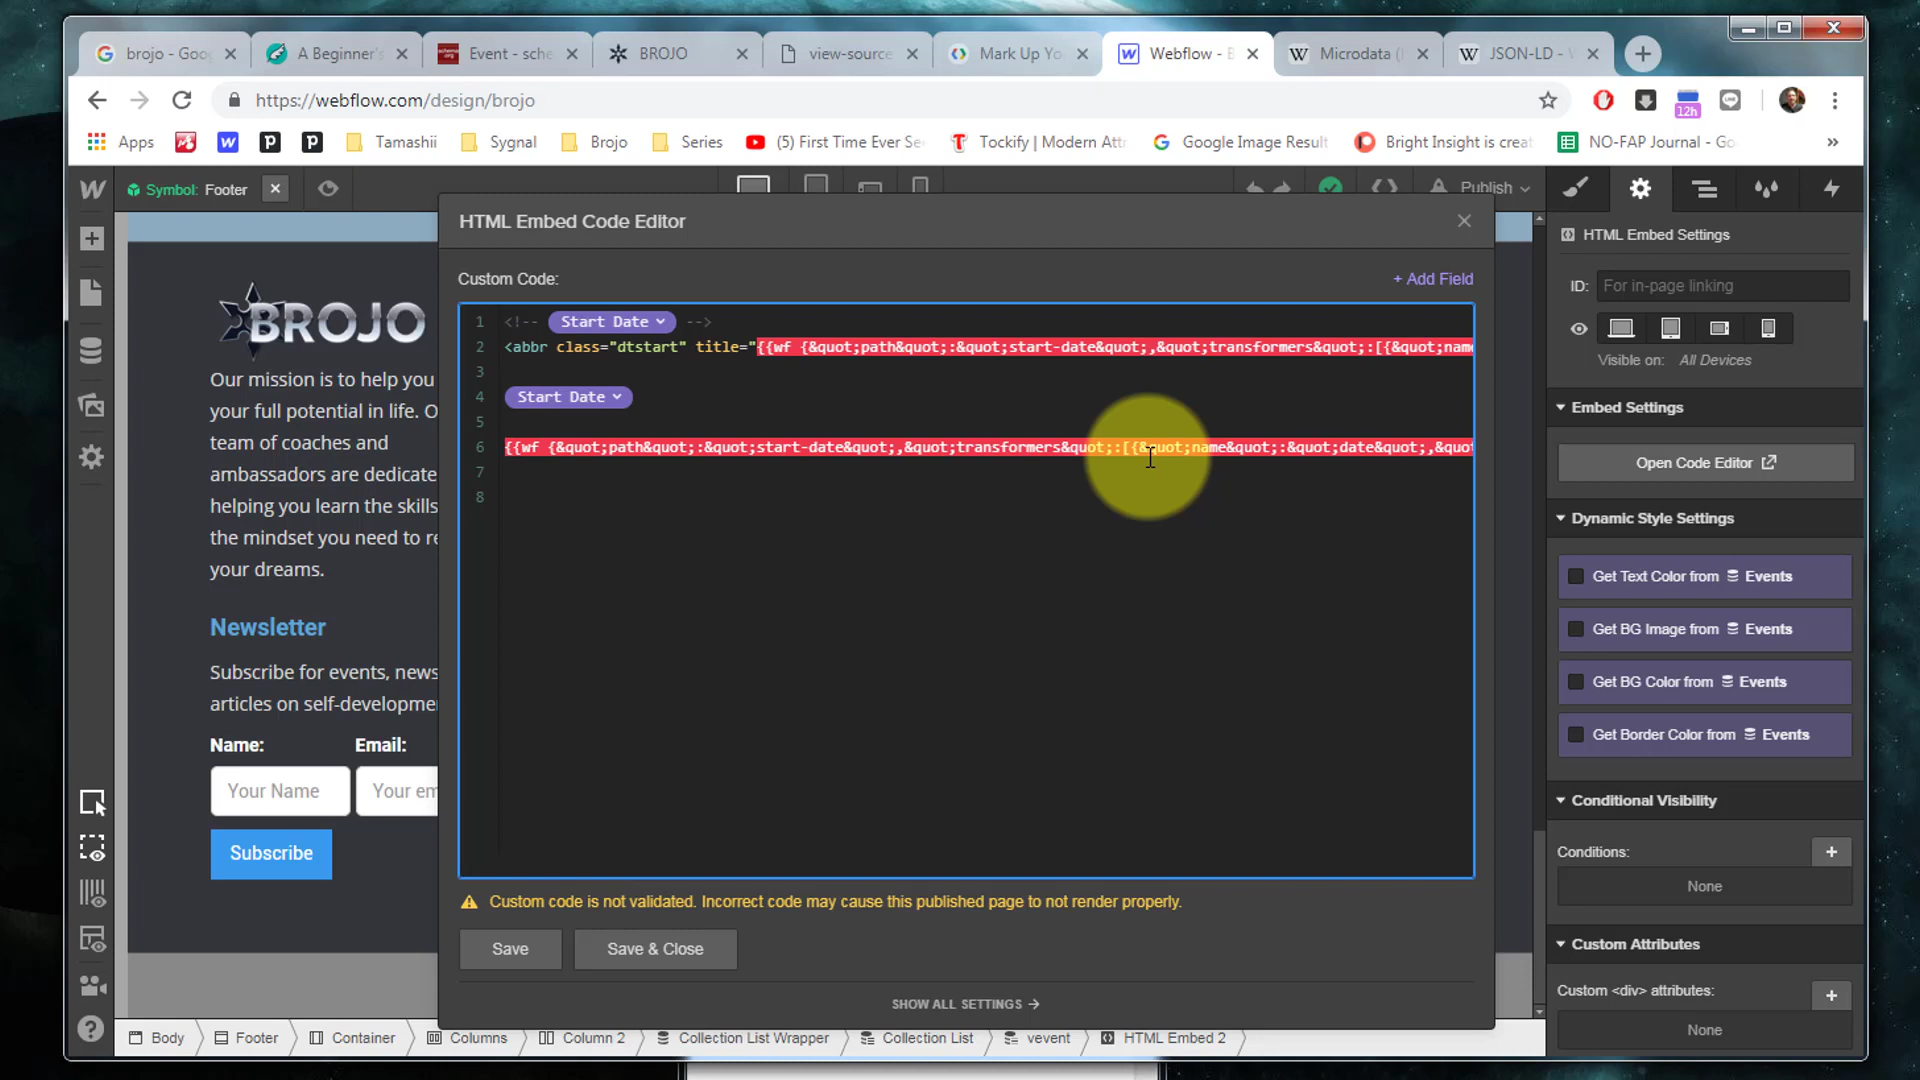 brojo - Goo
A Beginner's
Event - sche
BROJO
view-source
Mark Up Yo
Webflow - B
Microdata (
JSON-LD - W
https://webflow.com/design/brojo
12h
Apps
Tamashii
Sygnal
Brojo
Series
(5) First Time Ever Se
Tockify | Modern Attr
Google Image Result
Bright Insight is creat
NO-FAP Journal - Go
»
Symbol: Footer
Publish
HTML Embed Code Editor
Custom Code:
+ Add Field
1 <!-- Start Date -->
2 <abbr class="dtstart" title="{{wf {&quot;path&quot;:&quot;start-date&quot;,&quot;transformers&quot;:[{&quot;name
3
4 Start Date
5
6 {{wf {&quot;path&quot;:&quot;start-date&quot;,&quot;transformers&quot;:[{&quot;name&quot;:&quot;date&quot;,&quot
7
8
Custom code is not validated. Incorrect code may cause this published page to not render properly.
Save
Save & Close
SHOW ALL SETTINGS →
BROJO
Our mission is to help you
your full potential in life. O
team of coaches and
ambassadors are dedicate
helping you learn the skills
the mindset you need to re
your dreams.
Newsletter
Subscribe for events, news
articles on self-developme
Name:
Email:
Your Name
Your em
Subscribe
HTML Embed Settings
ID:
For in-page linking
Visible on: All Devices
Embed Settings
Open Code Editor
Dynamic Style Settings
Get Text Color from Events
Get BG Image from Events
Get BG Color from Events
Get Border Color from Events
Conditional Visibility
Conditions:
None
Custom Attributes
Custom <div> attributes:
None
Body
Footer
Container
Columns
Column 2
Collection List Wrapper
Collection List
vevent
HTML Embed 2